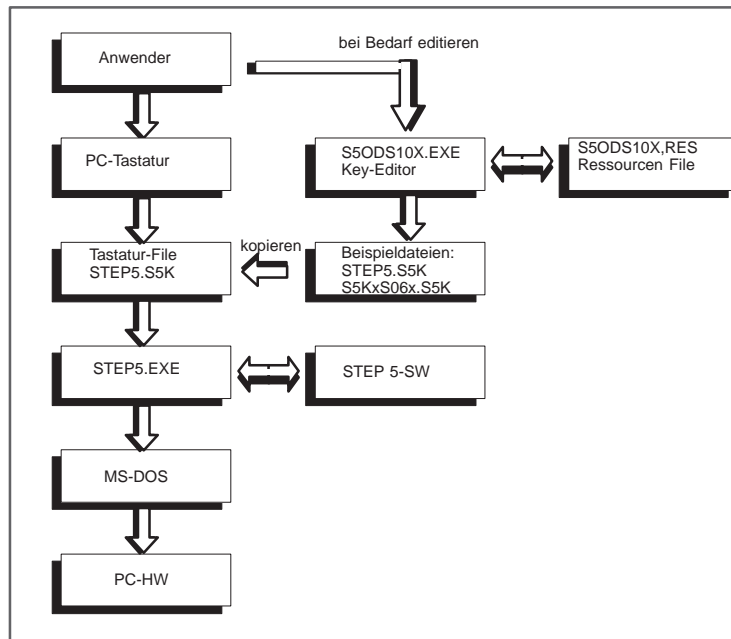 Anwender
bei Bedarf editieren
PC-Tastatur
S5ODS10X.EXE
Key-Editor
S5ODS10X,RES
Ressourcen File
Tastatur-File
STEP5.S5K
kopieren
Beispieldateien:
STEP5.S5K
S5KxS06x.S5K
STEP5.EXE
STEP 5-SW
MS-DOS
PC-HW